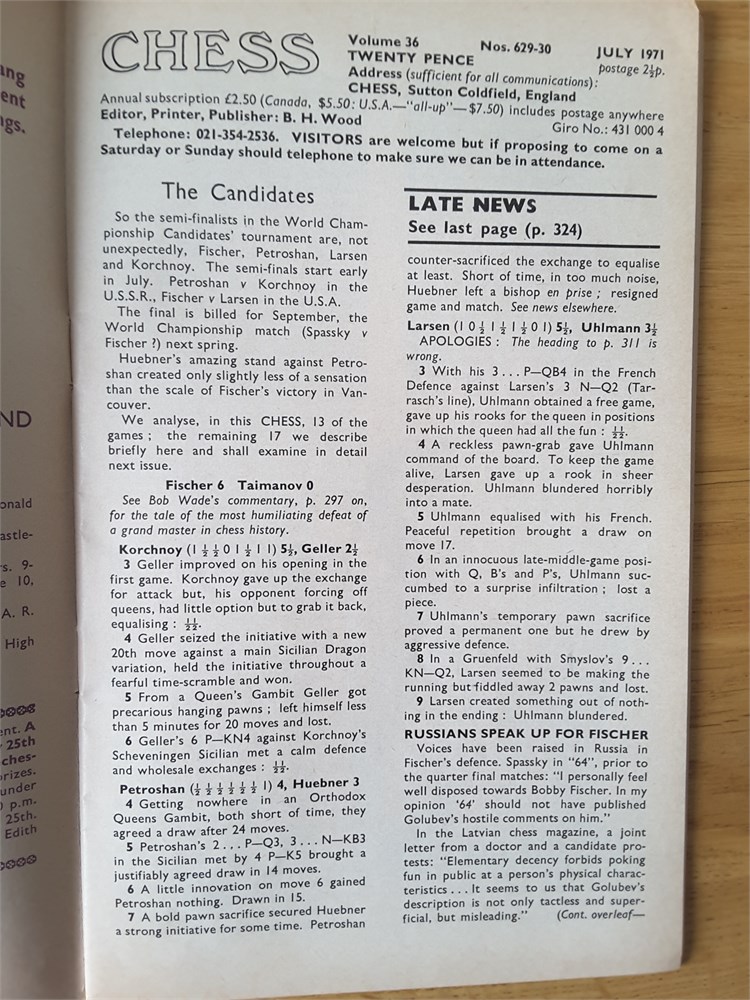 ang
ent
igs.
ND
onald
astle-
s. 9-
e 10,
A. R.
High
ent. A
25th
ches-
prizes.
under
0 p.m.
25th.
Edith
CHESS
Volume 36 Nos. 629-30 JULY 1971
TWENTY PENCE postage 2½p.
Address (sufficient for all communications):
CHESS, Sutton Coldfield, England
Annual subscription £2.50 (Canada, $5.50: U.S.A.—"all-up"—$7.50) includes postage anywhere
Editor, Printer, Publisher: B. H. Wood Giro No.: 431 000 4
Telephone: 021-354-2536. VISITORS are welcome but if proposing to come on a
Saturday or Sunday should telephone to make sure we can be in attendance.
The Candidates
So the semi-finalists in the World Cham-
pionship Candidates' tournament are, not
unexpectedly, Fischer, Petroshan, Larsen
and Korchnoy. The semi-finals start early
in July. Petroshan v Korchnoy in the
U.S.S.R., Fischer v Larsen in the U.S.A.
The final is billed for September, the
World Championship match (Spassky v
Fischer ?) next spring.
Huebner's amazing stand against Petro-
shan created only slightly less of a sensation
than the scale of Fischer's victory in Van-
couver.
We analyse, in this CHESS, 13 of the
games ; the remaining 17 we describe
briefly here and shall examine in detail
next issue.
Fischer 6 Taimanov 0
See Bob Wade's commentary, p. 297 on,
for the tale of the most humiliating defeat of
a grand master in chess history.
Korchnoy (1 ½ ½ 0 1 ½ 1 1) 5½, Geller 2½
3 Geller improved on his opening in the
first game. Korchnoy gave up the exchange
for attack but, his opponent forcing off
queens, had little option but to grab it back,
equalising : ½½.
4 Geller seized the initiative with a new
20th move against a main Sicilian Dragon
variation, held the initiative throughout a
fearful time-scramble and won.
5 From a Queen's Gambit Geller got
precarious hanging pawns ; left himself less
than 5 minutes for 20 moves and lost.
6 Geller's 6 P—KN4 against Korchnoy's
Scheveningen Sicilian met a calm defence
and wholesale exchanges : ½½.
Petroshan (½ ½ ½ ½ ½ ½ 1) 4, Huebner 3
4 Getting nowhere in an Orthodox
Queens Gambit, both short of time, they
agreed a draw after 24 moves.
5 Petroshan's 2 . . . P—Q3, 3 . . . N—KB3
in the Sicilian met by 4 P—K5 brought a
justifiably agreed draw in 14 moves.
6 A little innovation on move 6 gained
Petroshan nothing. Drawn in 15.
7 A bold pawn sacrifice secured Huebner
a strong initiative for some time. Petroshan
LATE NEWS
See last page (p. 324)
counter-sacrificed the exchange to equalise
at least. Short of time, in too much noise,
Huebner left a bishop en prise ; resigned
game and match. See news elsewhere.
Larsen (1 0 ½ 1 ½ 1 ½ 0 1) 5½, Uhlmann 3½
APOLOGIES : The heading to p. 311 is
wrong.
3 With his 3 . . . P—QB4 in the French
Defence against Larsen's 3 N—Q2 (Tar-
rasch's line), Uhlmann obtained a free game,
gave up his rooks for the queen in positions
in which the queen had all the fun : ½½.
4 A reckless pawn-grab gave Uhlmann
command of the board. To keep the game
alive, Larsen gave up a rook in sheer
desperation. Uhlmann blundered horribly
into a mate.
5 Uhlmann equalised with his French.
Peaceful repetition brought a draw on
move 17.
6 In an innocuous late-middle-game posi-
tion with Q, B's and P's, Uhlmann suc-
cumbed to a surprise infiltration ; lost a
piece.
7 Uhlmann's temporary pawn sacrifice
proved a permanent one but he drew by
aggressive defence.
8 In a Gruenfeld with Smyslov's 9 . . .
KN—Q2, Larsen seemed to be making the
running but fiddled away 2 pawns and lost.
9 Larsen created something out of noth-
ing in the ending : Uhlmann blundered.
RUSSIANS SPEAK UP FOR FISCHER
Voices have been raised in Russia in
Fischer's defence. Spassky in "64", prior to
the quarter final matches: "I personally feel
well disposed towards Bobby Fischer. In my
opinion '64' should not have published
Golubev's hostile comments on him."
In the Latvian chess magazine, a joint
letter from a doctor and a candidate pro-
tests: "Elementary decency forbids poking
fun in public at a person's physical charac-
teristics . . . It seems to us that Golubev's
description is not only tactless and super-
ficial, but misleading." (Cont. overleaf—